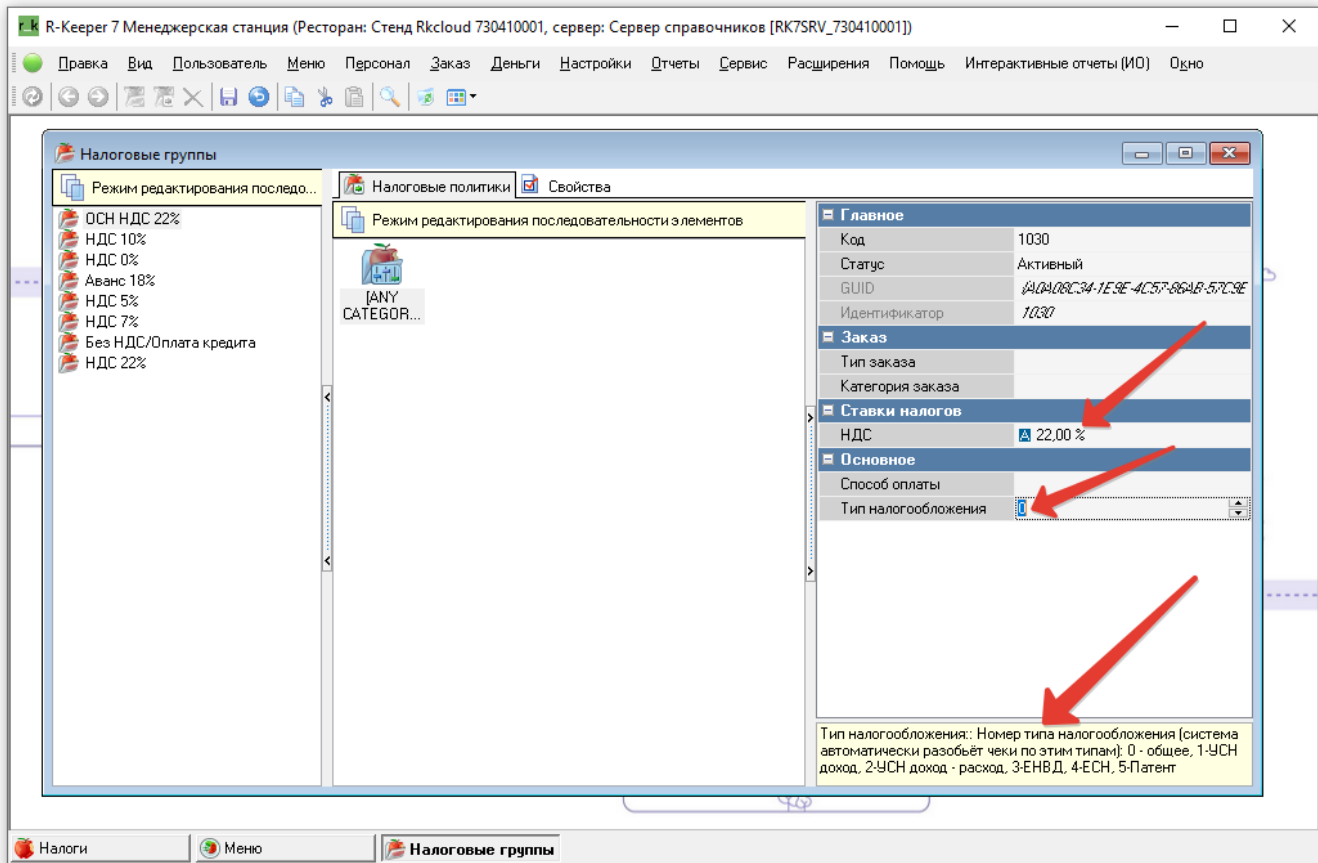 R-Keeper 7 Менеджерская станция (Ресторан: Стенд Rkcloud 730410001, сервер: Сервер справочников [RK7SRV_730410001])
Правка Вид Пользователь Меню Персонал Заказ Деньги Настройки Отчеты Сервис Расширения Помощь Интерактивные отчеты (ИО) Окно
Налоговые группы
Режим редактирования последо...
ОСН НДС 22%
НДС 10%
НДС 0%
Аванс 18%
НДС 5%
НДС 7%
Без НДС/Оплата кредита
НДС 22%
Налоговые политики Свойства
Режим редактирования последовательности элементов
[ANY
CATEGOR...
Главное
Код 1030
Статус Активный
GUID {A0A08C34-1E9E-4C57-86AB-57C9E
Идентификатор 1030
Заказ
Тип заказа
Категория заказа
Ставки налогов
НДС A 22,00 %
Основное
Способ оплаты
Тип налогообложения 0
Тип налогообложения:: Номер типа налогообложения (система
автоматически разобьёт чеки по этим типам): 0 - общее, 1-УСН
доход, 2-УСН доход - расход, 3-ЕНВД, 4-ЕСН, 5-Патент
Налоги Меню Налоговые группы